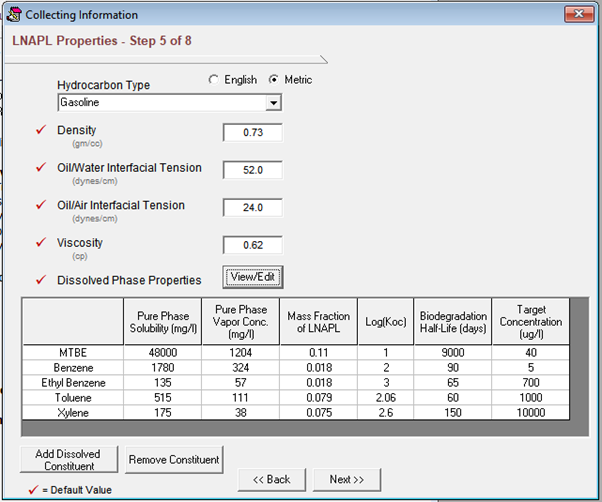 Collecting Information
LNAPL Properties - Step 5 of 8
Hydrocarbon Type
English Metric
Gasoline
Density 0.73
(gm/cc)
Oil/Water Interfacial Tension 52.0
(dynes/cm)
Oil/Air Interfacial Tension 24.0
(dynes/cm)
Viscosity 0.62
(cp)
Dissolved Phase Properties View/Edit
Pure Phase Solubility (mg/l) Pure Phase Vapor Conc. (mg/l) Mass Fraction of LNAPL Log(Koc) Biodegradation Half-Life (days) Target Concentration (ug/l)
MTBE 48000 1204 0.11 1 9000 40
Benzene 1780 324 0.018 2 90 5
Ethyl Benzene 135 57 0.018 3 65 700
Toluene 515 111 0.079 2.06 60 1000
Xylene 175 38 0.075 2.6 150 10000
Add Dissolved Constituent
Remove Constituent
<< Back Next >>
= Default Value